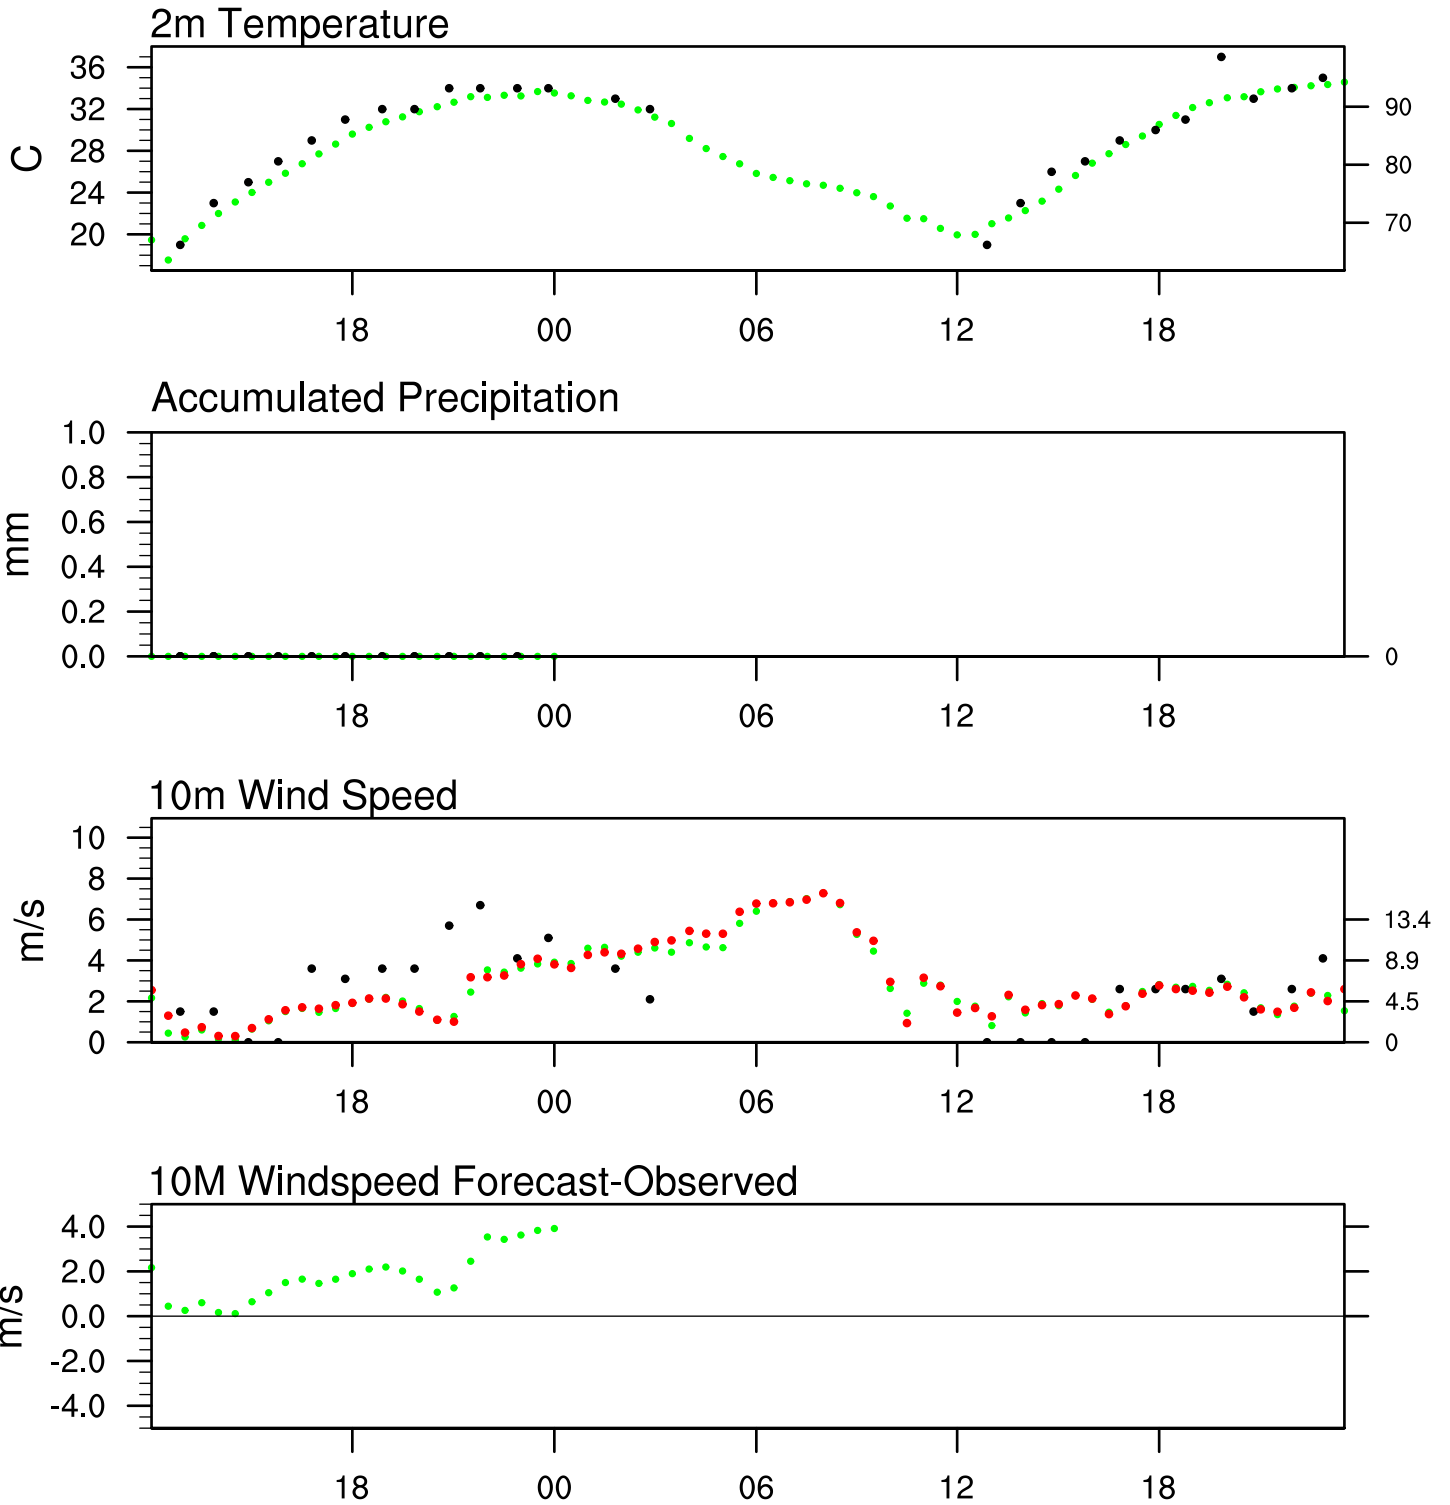 2m Temperature
36
32
28
24
20
C
90
80
70
18 00 06 12 18
Accumulated Precipitation
1.0
0.8
0.6
0.4
0.2
0.0
mm
0
18 00 06 12 18
10m Wind Speed
10
8
6
4
2
0
m/s
13.4
8.9
4.5
0
18 00 06 12 18
10M Windspeed Forecast-Observed
4.0
2.0
0.0
-2.0
-4.0
m/s
18 00 06 12 18